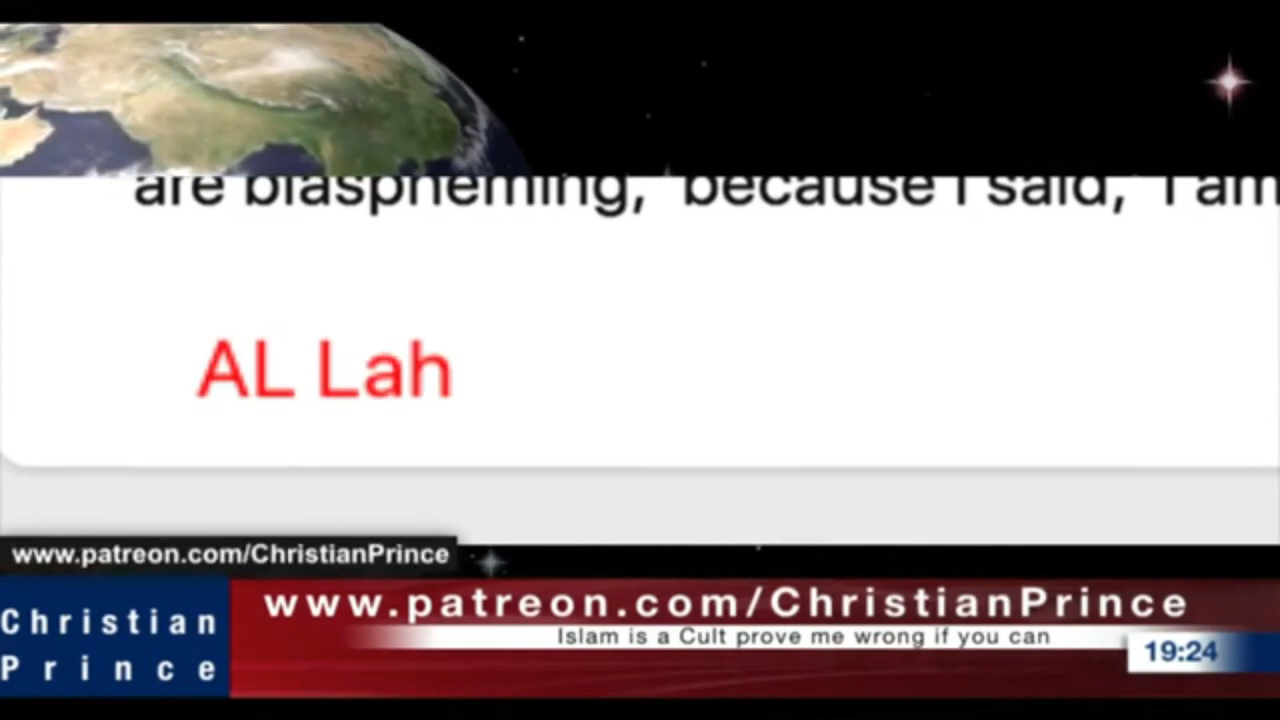 are blaspheming, because I said, I am
AL Lah
www.patreon.com/ChristianPrince
www.patreon.com/ChristianPrince
Islam is a Cult prove me wrong if you can
Christian
Prince
19:24